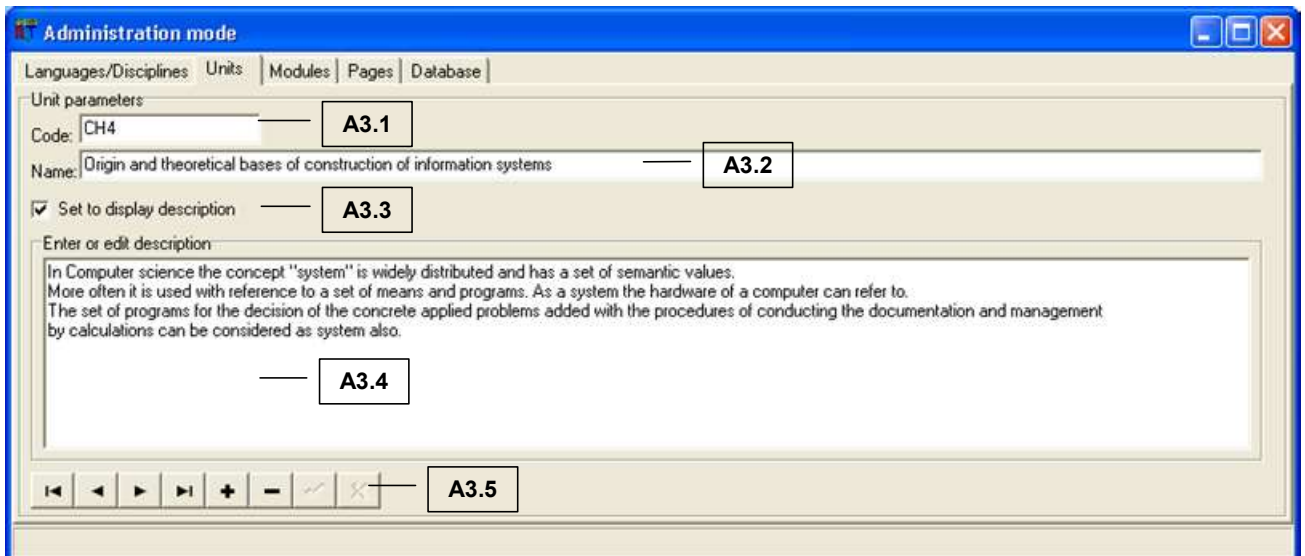 Administration mode
Languages/Disciplines Units Modules Pages Database
Unit parameters
Code: CH4 A3.1
Name: Origin and theoretical bases of construction of information systems A3.2
Set to display description A3.3
Enter or edit description
In Computer science the concept "system" is widely distributed and has a set of semantic values.
More often it is used with reference to a set of means and programs. As a system the hardware of a computer can refer to.
The set of programs for the decision of the concrete applied problems added with the procedures of conducting the documentation and management
by calculations can be considered as system also.
A3.4
A3.5